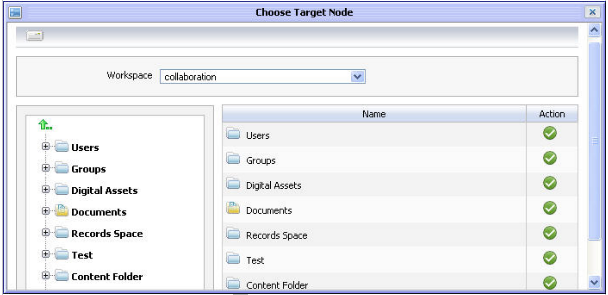 Choose Target Node
Workspace collaboration
Name Action
Users
Groups
Digital Assets
Documents
Records Space
Test
Content Folder
Users
Groups
Digital Assets
Documents
Records Space
Test
Content Folder